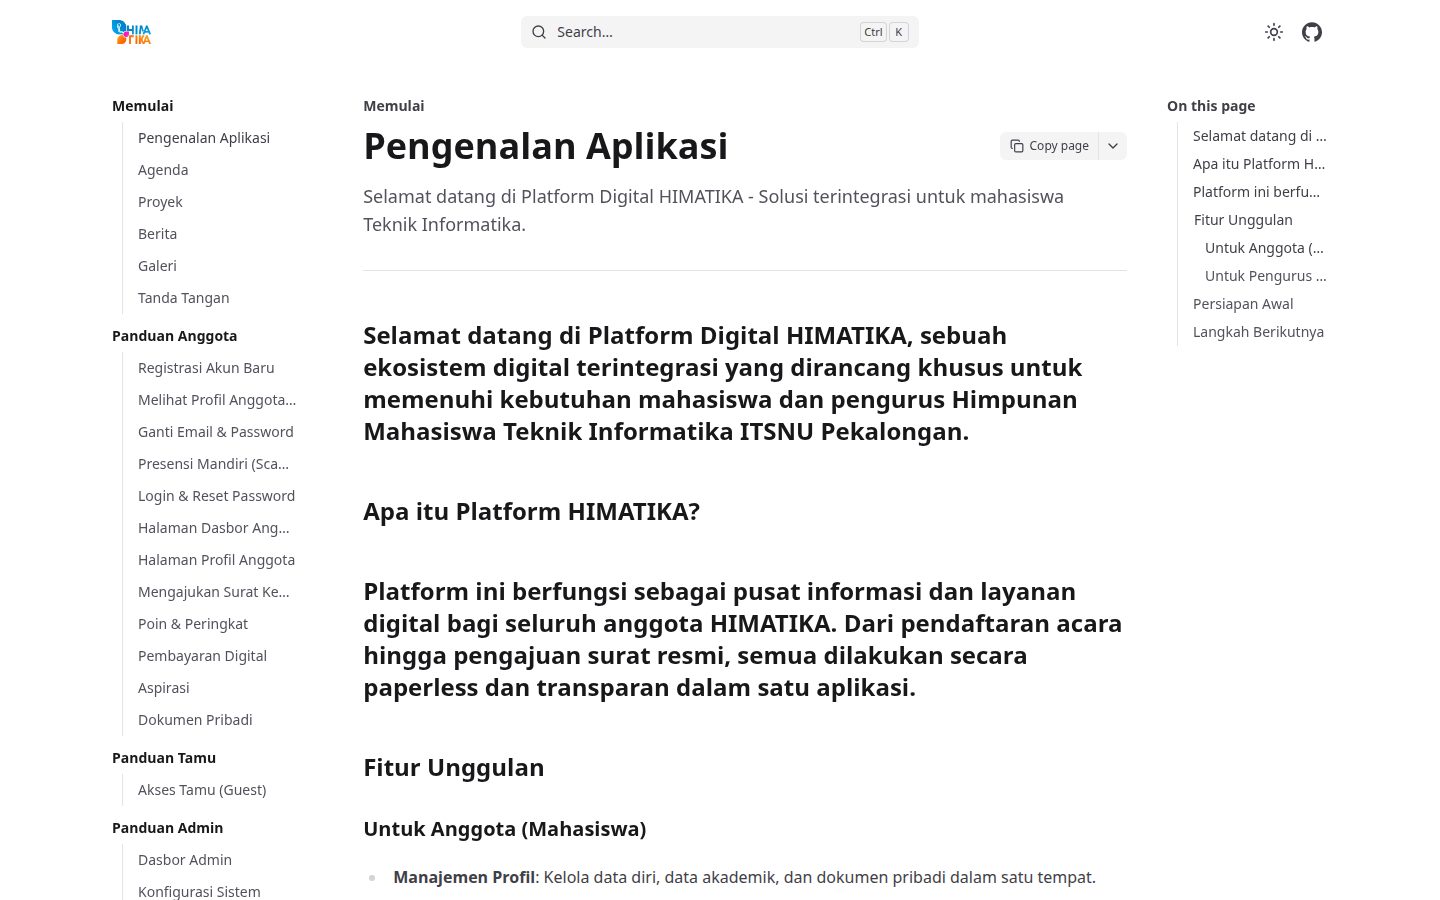 HIMATIKA
Search...
Ctrl K
Memulai
Pengenalan Aplikasi
Agenda
Proyek
Berita
Galeri
Tanda Tangan
Panduan Anggota
Registrasi Akun Baru
Melihat Profil Anggota...
Ganti Email & Password
Presensi Mandiri (Sca...
Login & Reset Password
Halaman Dasbor Ang...
Halaman Profil Anggota
Mengajukan Surat Ke...
Poin & Peringkat
Pembayaran Digital
Aspirasi
Dokumen Pribadi
Panduan Tamu
Akses Tamu (Guest)
Panduan Admin
Dasbor Admin
Konfigurasi Sistem
Memulai
Pengenalan Aplikasi
Copy page
Selamat datang di Platform Digital HIMATIKA - Solusi terintegrasi untuk mahasiswa
Teknik Informatika.
Selamat datang di Platform Digital HIMATIKA, sebuah
ekosistem digital terintegrasi yang dirancang khusus untuk
memenuhi kebutuhan mahasiswa dan pengurus Himpunan
Mahasiswa Teknik Informatika ITSNU Pekalongan.
Apa itu Platform HIMATIKA?
Platform ini berfungsi sebagai pusat informasi dan layanan
digital bagi seluruh anggota HIMATIKA. Dari pendaftaran acara
hingga pengajuan surat resmi, semua dilakukan secara
paperless dan transparan dalam satu aplikasi.
Fitur Unggulan
Untuk Anggota (Mahasiswa)
Manajemen Profil: Kelola data diri, data akademik, dan dokumen pribadi dalam satu tempat.
On this page
Selamat datang di ...
Apa itu Platform H...
Platform ini berfu...
Fitur Unggulan
Untuk Anggota (...
Untuk Pengurus ...
Persiapan Awal
Langkah Berikutnya